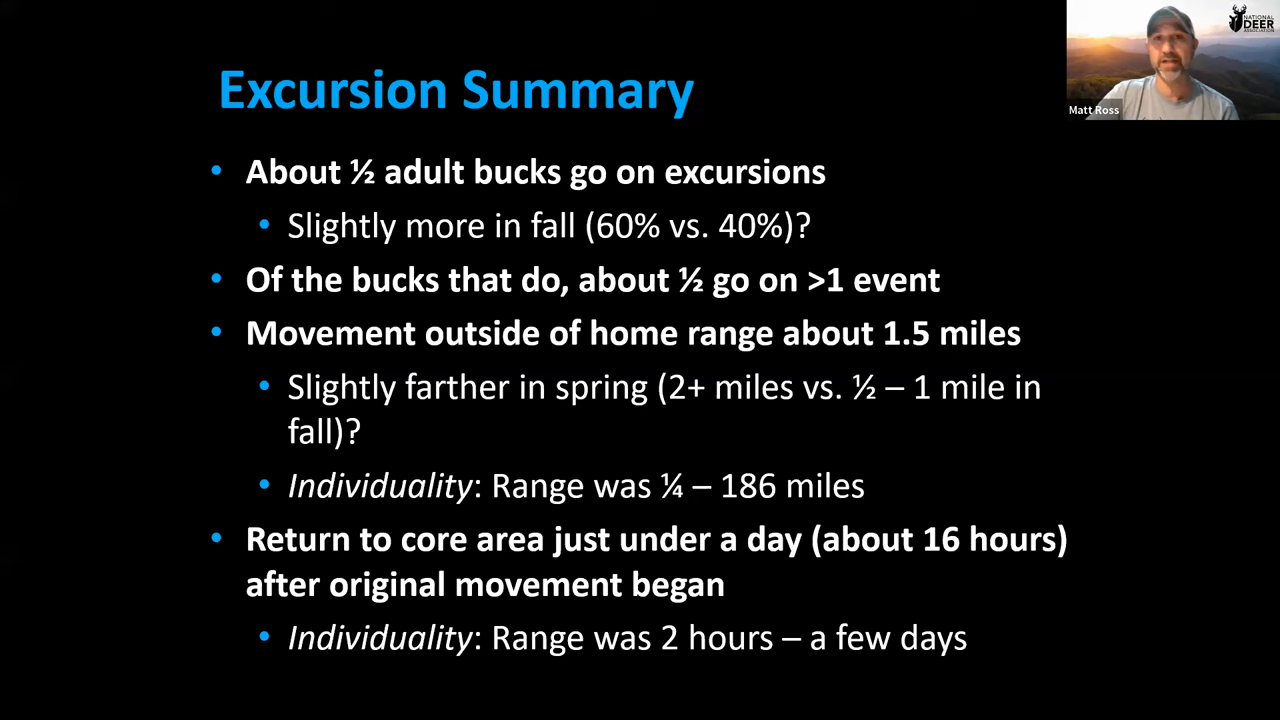 NATIONAL
DEER
ASSOCIATION
Matt Ross
Excursion Summary
• About ½ adult bucks go on excursions
• Slightly more in fall (60% vs. 40%)?
• Of the bucks that do, about ½ go on >1 event
• Movement outside of home range about 1.5 miles
• Slightly farther in spring (2+ miles vs. ½ – 1 mile in
fall)?
• Individuality: Range was ¼ – 186 miles
• Return to core area just under a day (about 16 hours)
after original movement began
• Individuality: Range was 2 hours – a few days